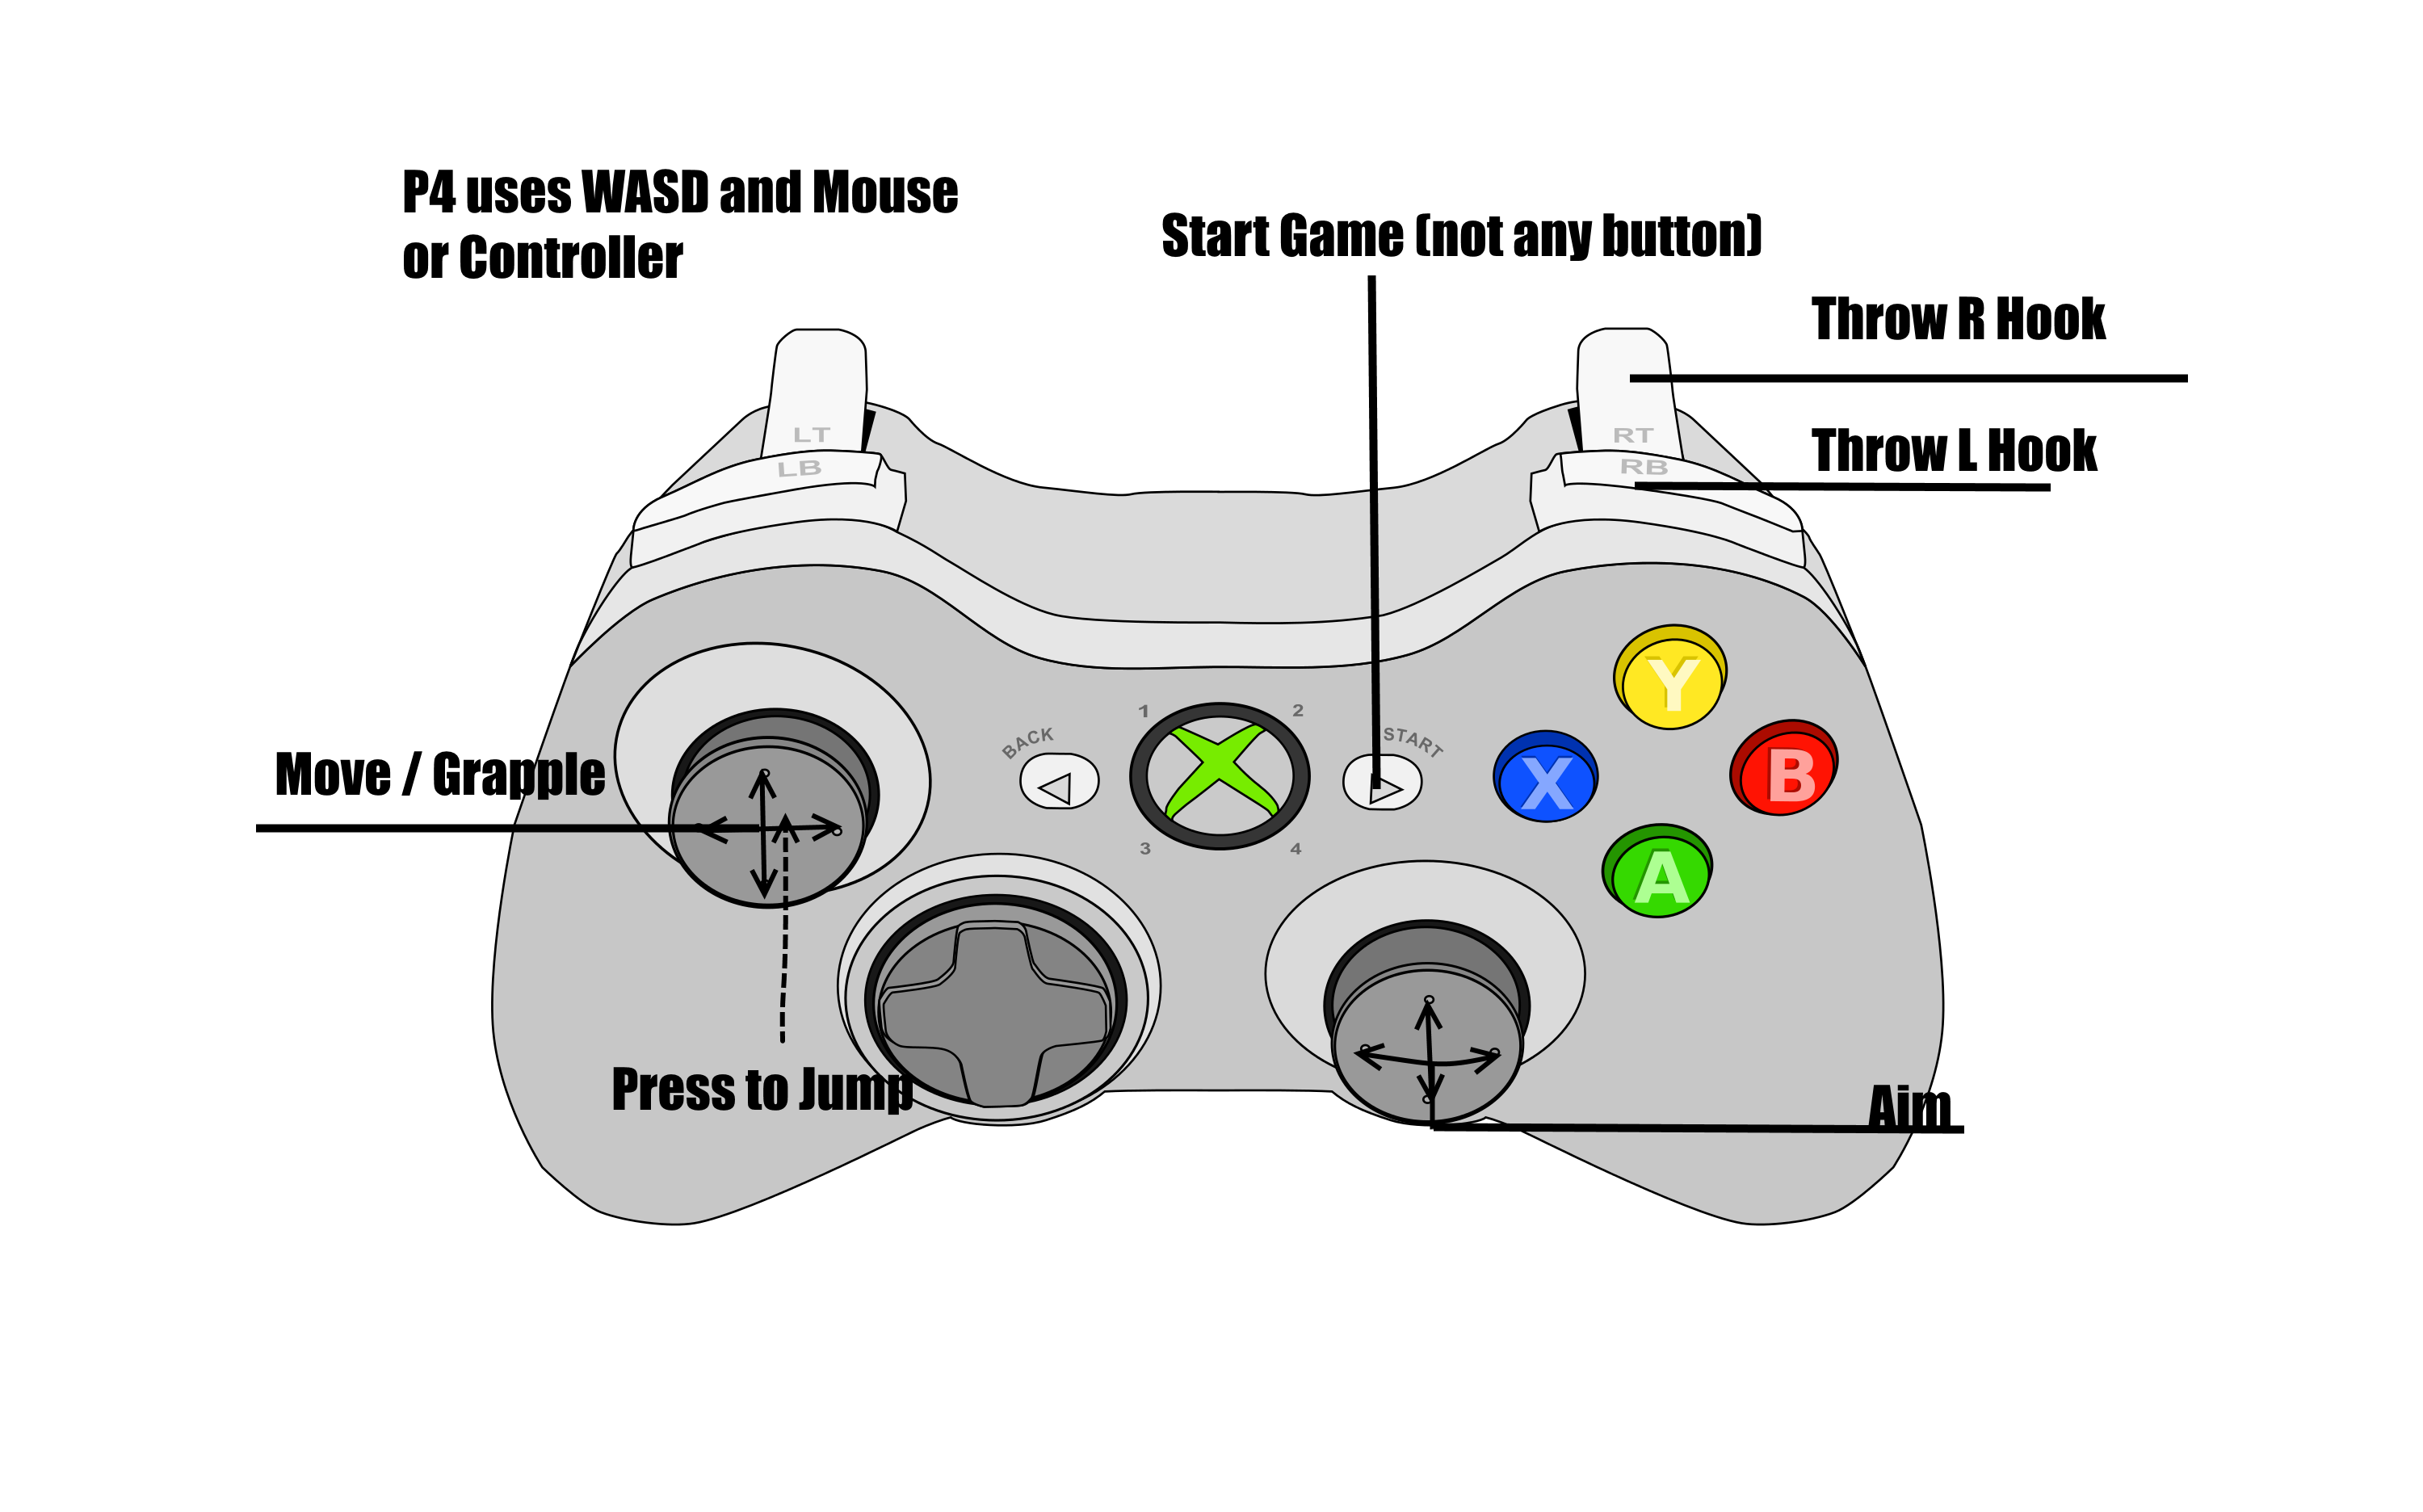 P4 uses WASD and Mouse
or Controller
Start Game (not any button)
Throw R Hook
Throw L Hook
LT
LB
RT
RB
Move / Grapple
BACK
1
2
3
4
START
Y
X
B
A
Press to Jump
Aim